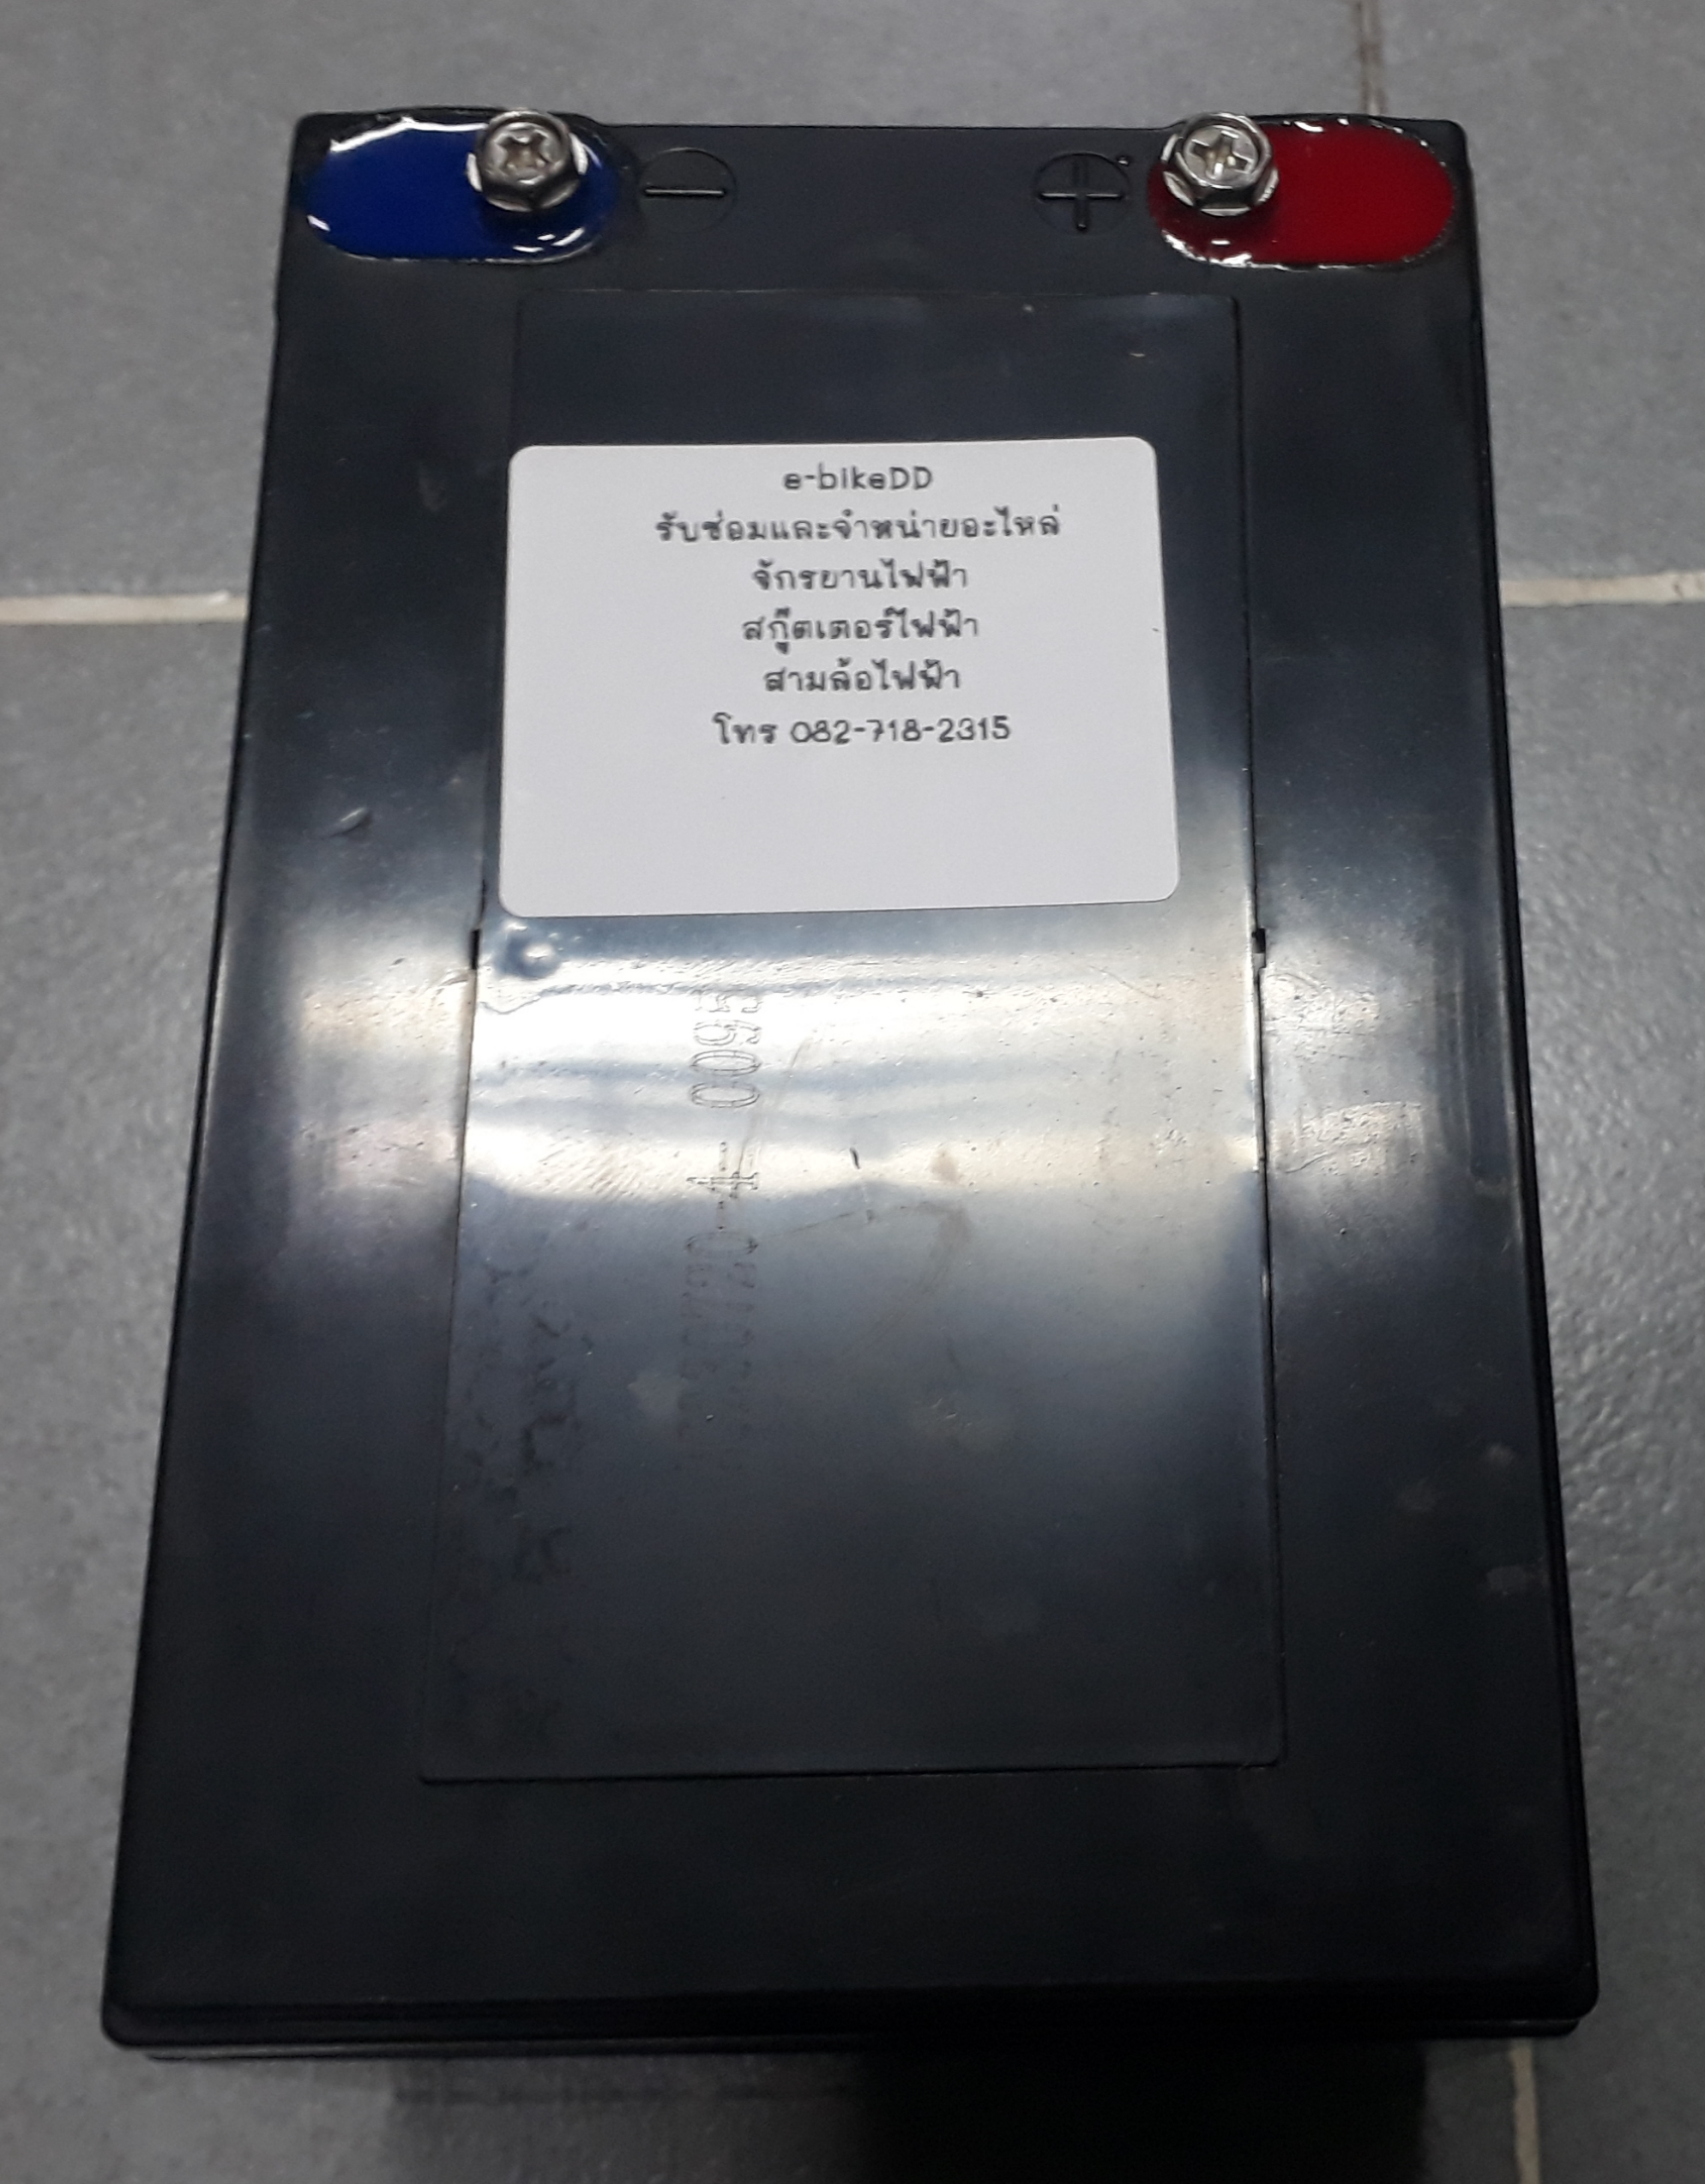 e-bikeDD
รับซ่อมและจำหน่ายอะไหล่
จักรยานไฟฟ้า
สกู๊ตเตอร์ไฟฟ้า
สามล้อไฟฟ้า
โทร 082-718-2315